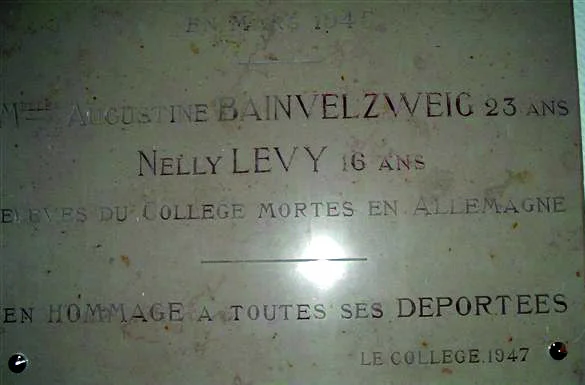 EN MARS 1945
MELLE AUGUSTINE BAINVELZWEIG 23 ANS
NELLY LEVY 16 ANS
ELEVES DU COLLEGE MORTES EN ALLEMAGNE
EN HOMMAGE A TOUTES SES DEPORTEES
LE COLLEGE.1947